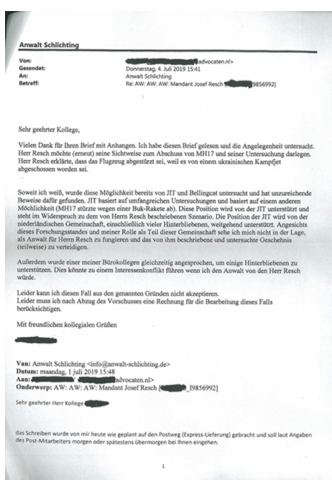 Anwalt Schlichting
Von: advocaten.nl>
Gesendet: Donnerstag, 4. Juli 2019 15:41
An: Anwalt Schlichting
Betreff: Re: AW: AW: AW: Mandant Josef Resch I9856992]
Sehr geehrter Kollege,
Vielen Dank für Ihren Brief mit Anhangen. Ich habe diesen Brief gelesen und die Angelegenheit untersucht.
Herr Resch möchte (erneut) seine Sichtweise zum Abschuss von MH17 und seiner Untersuchung darlegen.
Herr Resch erklärte, dass das Flugzeug abgestürzt sei, weil es von einem ukrainischen Kampfjet
abgeschossen worden sei.
Soweit ich weiß, wurde diese Möglichkeit bereits von JIT und Bellingcat untersucht und hat unzureichende
Beweise dafür gefunden. JIT basiert auf umfangreichen Untersuchungen und basiert auf einem anderen
Möglichkeit (MH17 stürzte wegen einer Buk-Rakete ab). Diese Position wird von der JIT unterstützt und
steht im Widerspruch zu dem von Herrn Resch beschriebenen Szenario. Die Position der JIT wird von der
niederländischen Gemeinschaft, einschließlich vieler Hinterbliebenen, weitgehend unterstützt. Angesichts
dieses Forschungsstandes und meiner Rolle als Teil dieser Gemeinschaft sehe ich mich nicht in der Lage,
als Anwalt für Herrn Resch zu fungieren und das von ihm beschriebene und untersuchte Geschehnis
(teilweise) zu verteidigen.
Außerdem wurde einer meiner Bürokollegen gleichzeitig angesprochen, um einige Hinterbliebenen zu
unterstützen. Dies könnte zu einem Interessenkonflikt führen wenn ich den Anwalt von den Herrn Resch
würde.
Leider kann ich diesen Fall aus den genannten Gründen nicht akzeptieren.
Leider muss ich nach Abzug des Vorschusses eine Rechnung für die Bearbeitung dieses Falls
berücksichtigen.
Mit freundlichen kollegialen Grüßen
Van: Anwalt Schlichting <info@anwalt-schlichting.de>
Datum: maandag, 1 juli 2019 15:48
Aan: advocaten.nl>
Onderwerp: AW: AW: AW: Mandant Josef Resch [ _I9856992]
Sehr geehrter Herr Kollege
das Schreiben wurde von mir heute wie geplant auf den Postweg (Express-Lieferung) gebracht und soll laut Angaben
des Post-Mitarbeiters morgen oder spätestens übermorgen bei Ihnen eingehen.
1